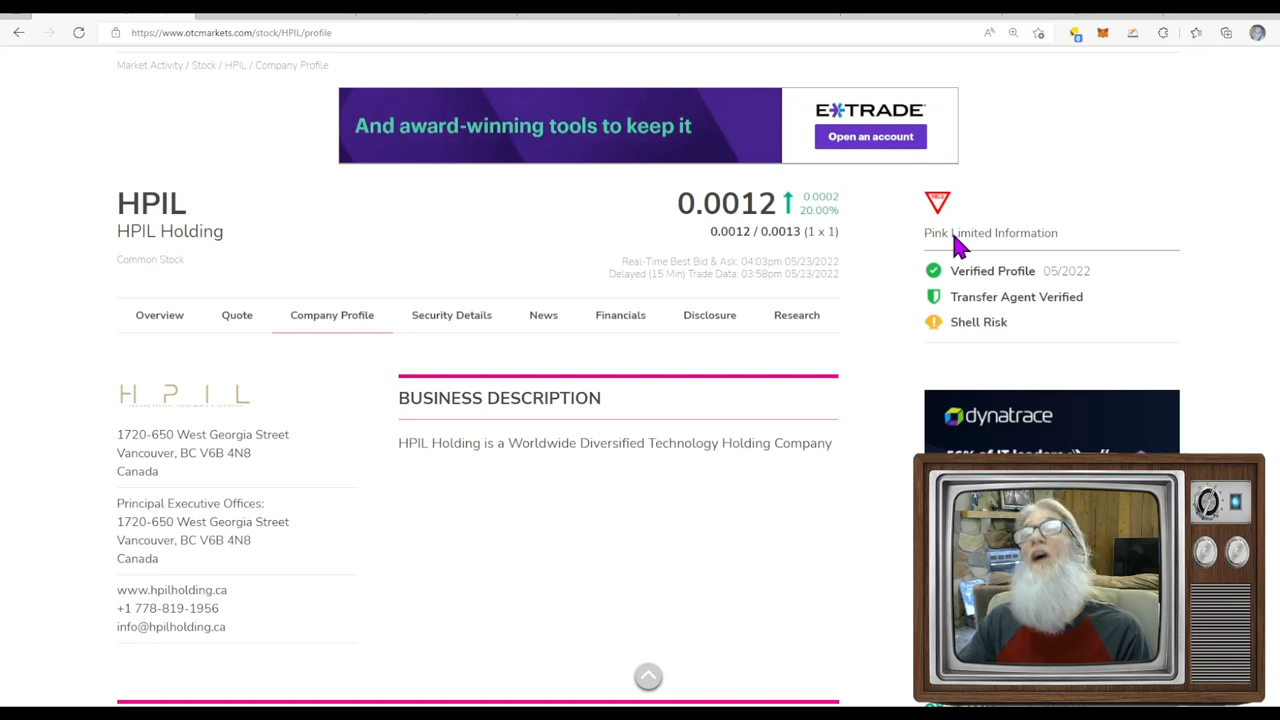 https://www.otcmarkets.com/stock/HPIL/profile
Market Activity / Stock / HPIL / Company Profile
And award-winning tools to keep it
E*TRADE
Open an account
HPIL
HPIL Holding
Common Stock
0.0012
0.0002
20.00%
0.0012 / 0.0013 (1 x 1)
Real-Time Best Bid & Ask: 04:03pm 05/23/2022
Delayed (15 Min) Trade Data: 03:58pm 05/23/2022
YIELD
Pink Limited Information
Verified Profile 05/2022
Transfer Agent Verified
Shell Risk
Overview Quote Company Profile Security Details News Financials Disclosure Research
H P I L
1720-650 West Georgia Street
Vancouver, BC V6B 4N8
Canada
Principal Executive Offices:
1720-650 West Georgia Street
Vancouver, BC V6B 4N8
Canada
www.hpilholding.ca
+1 778-819-1956
info@hpilholding.ca
BUSINESS DESCRIPTION
HPIL Holding is a Worldwide Diversified Technology Holding Company
dynatrace